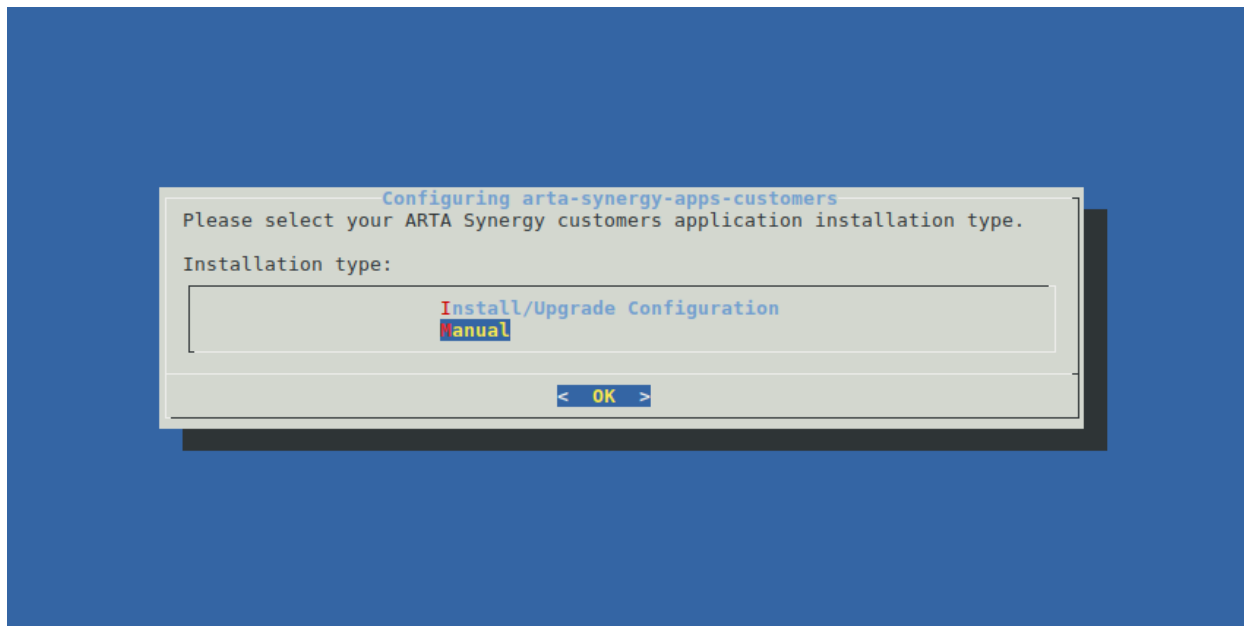 Configuring arta-synergy-apps-customers
Please select your ARTA Synergy customers application installation type.
Installation type:
Install/Upgrade Configuration
Manual
< OK >